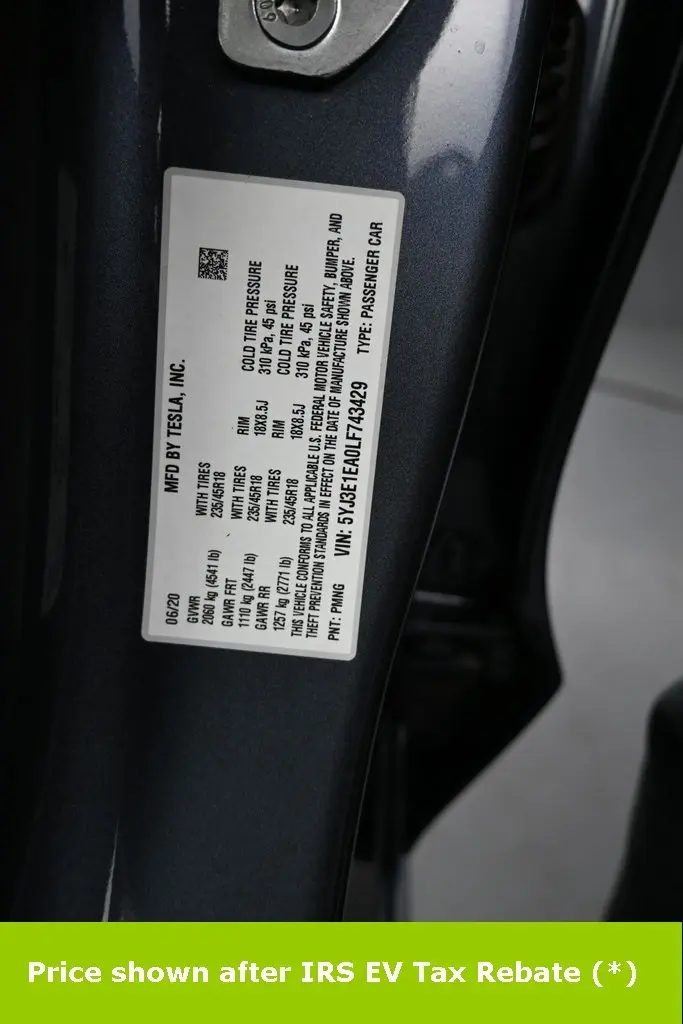 06/20 MFD BY TESLA, INC.
GVWR WITH TIRES RIM COLD TIRE PRESSURE
2060 kg (4541 lb) 235/45R18
GAWR FRT WITH TIRES RIM COLD TIRE PRESSURE
1110 kg (2447 lb) 235/45R18 18X8.5J 310 kPa, 45 psi
GAWR RR WITH TIRES RIM COLD TIRE PRESSURE
1257 kg (2771 lb) 235/45R18 18X8.5J 310 kPa, 45 psi
THIS VEHICLE CONFORMS TO ALL APPLICABLE U.S. FEDERAL MOTOR VEHICLE SAFETY, BUMPER, AND
THEFT PREVENTION STANDARDS IN EFFECT ON THE DATE OF MANUFACTURE SHOWN ABOVE.
PNT: PMNG VIN: 5YJ3E1EA0LF743429 TYPE: PASSENGER CAR
Price shown after IRS EV Tax Rebate (*)